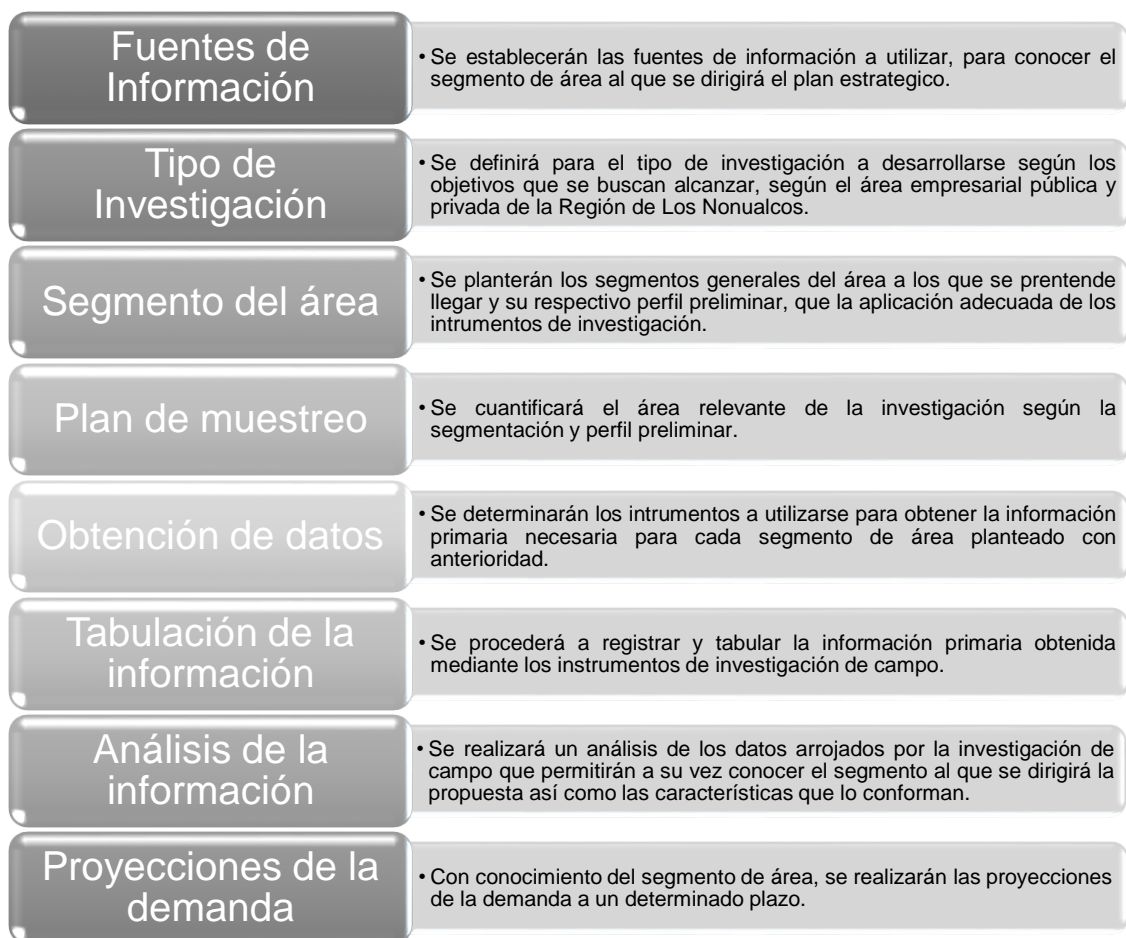 Fuentes de
Información
• Se establecerán las fuentes de información a utilizar, para conocer el
segmento de área al que se dirigirá el plan estrategico.
Tipo de
Investigación
• Se definirá para el tipo de investigación a desarrollarse según los
objetivos que se buscan alcanzar, según el área empresarial pública y
privada de la Región de Los Nonualcos.
Segmento del área
• Se planterán los segmentos generales del área a los que se prentende
llegar y su respectivo perfil preliminar, que la aplicación adecuada de los
intrumentos de investigación.
Plan de muestreo
• Se cuantificará el área relevante de la investigación según la
segmentación y perfil preliminar.
Obtención de datos
• Se determinarán los intrumentos a utilizarse para obtener la información
primaria necesaria para cada segmento de área planteado con
anterioridad.
Tabulación de la
información
• Se procederá a registrar y tabular la información primaria obtenida
mediante los instrumentos de investigación de campo.
Análisis de la
información
• Se realizará un análisis de los datos arrojados por la investigación de
campo que permitirán a su vez conocer el segmento al que se dirigirá la
propuesta así como las características que lo conforman.
Proyecciones de la
demanda
• Con conocimiento del segmento de área, se realizarán las proyecciones
de la demanda a un determinado plazo.